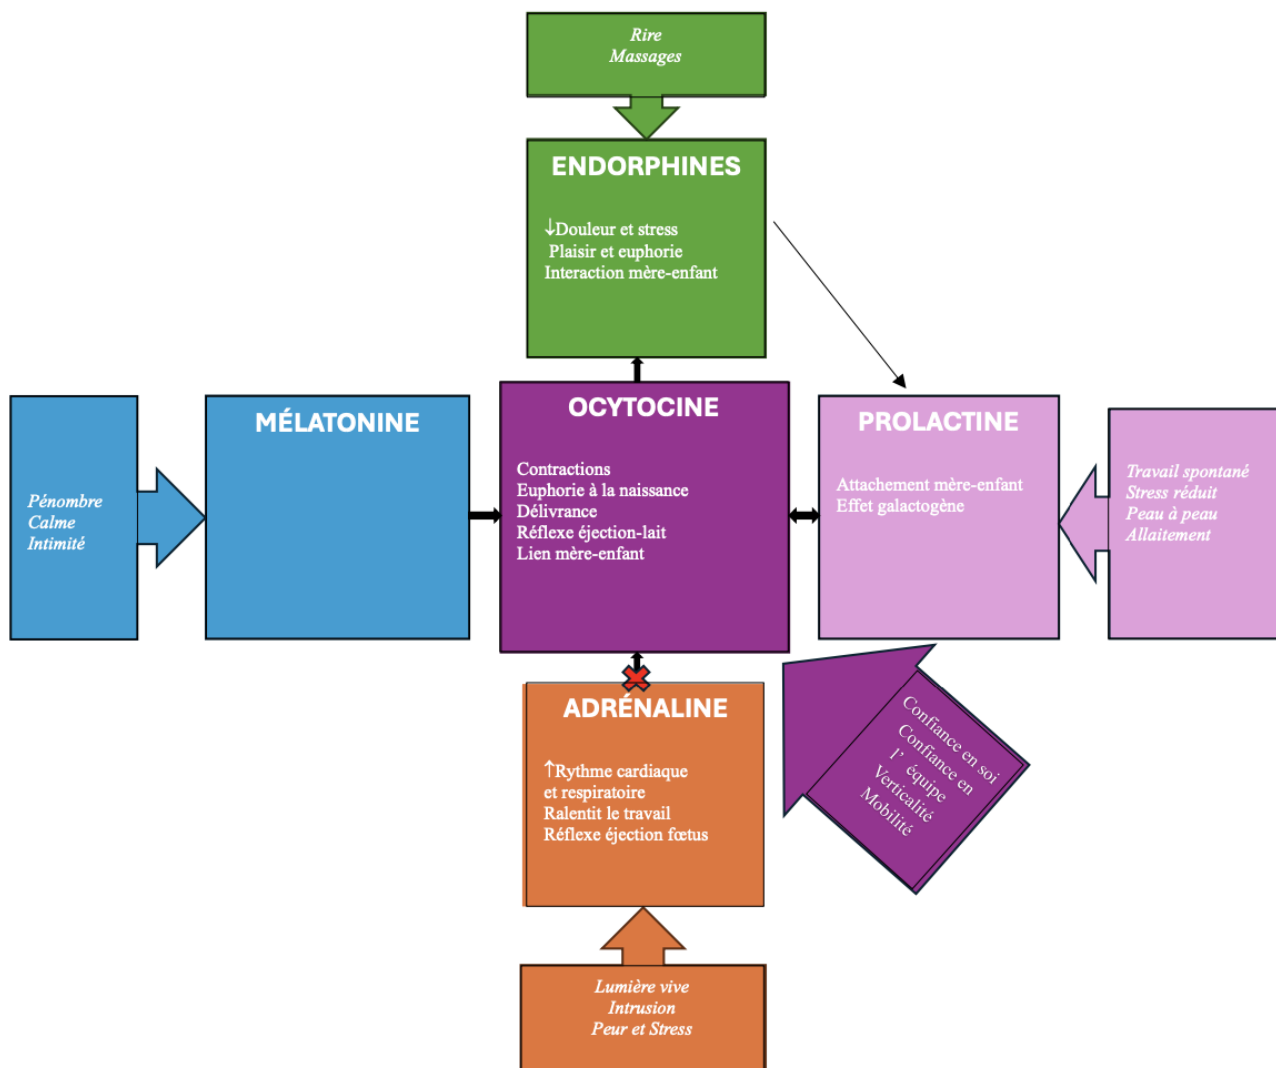 Rire
Massages
ENDORPHINES
↓Douleur et stress
Plaisir et euphorie
Interaction mère-enfant
Pénombre
Calme
Intimité
MÉLATONINE
OCYTOCINE
Contractions
Euphorie à la naissance
Délivrance
Réflexe éjection-lait
Lien mère-enfant
PROLACTINE
Attachement mère-enfant
Effet galactogène
Travail spontané
Stress réduit
Peau à peau
Allaitement
ADRÉNALINE
↑Rythme cardiaque
et respiratoire
Ralentit le travail
Réflexe éjection fœtus
Confiance en soi
Confiance en
l’ équipe
Verticalité
Mobilité
Lumière vive
Intrusion
Peur et Stress